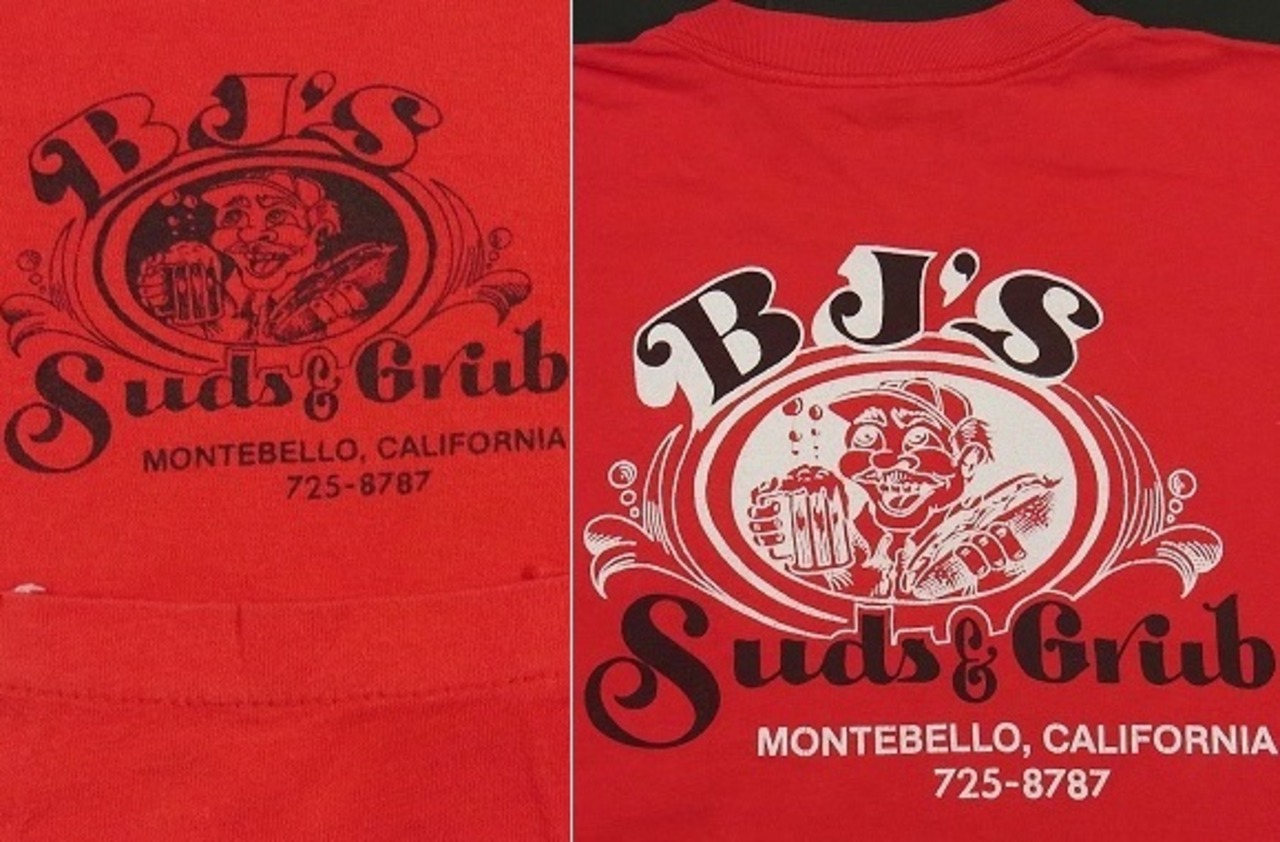 BJ'S
Suds & Grub
MONTEBELLO, CALIFORNIA
725-8787
BJ'S
Suds & Grub
MONTEBELLO, CALIFORNIA
725-8787